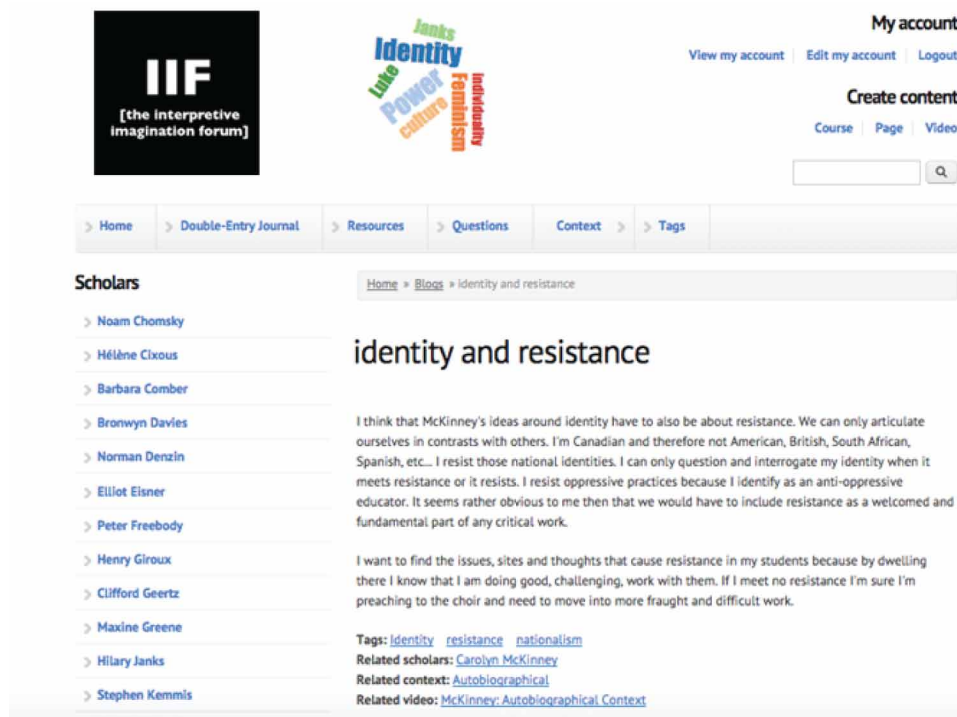 IIF
[the interpretive
imagination forum]
Janks
Identity
Luke
Power
culture
Feminism
Individuality
My account
View my account
Edit my account
Logout
Create content
Course
Page
Video
Home
Double-Entry Journal
Resources
Questions
Context
Tags
Scholars
Noam Chomsky
Hélène Cixous
Barbara Comber
Bronwyn Davies
Norman Denzin
Elliot Eisner
Peter Freebody
Henry Giroux
Clifford Geertz
Maxine Greene
Hilary Janks
Stephen Kemmis
Home » Blogs » identity and resistance
identity and resistance
I think that McKinney's ideas around identity have to also be about resistance. We can only articulate
ourselves in contrasts with others. I'm Canadian and therefore not American, British, South African,
Spanish, etc... I resist those national identities. I can only question and interrogate my identity when it
meets resistance or it resists. I resist oppressive practices because I identify as an anti-oppressive
educator. It seems rather obvious to me then that we would have to include resistance as a welcomed and
fundamental part of any critical work.
I want to find the issues, sites and thoughts that cause resistance in my students because by dwelling
there I know that I am doing good, challenging, work with them. If I meet no resistance I'm sure I'm
preaching to the choir and need to move into more fraught and difficult work.
Tags: Identity resistance nationalism
Related scholars: Carolyn McKinney
Related context: Autobiographical
Related video: McKinney: Autobiographical Context